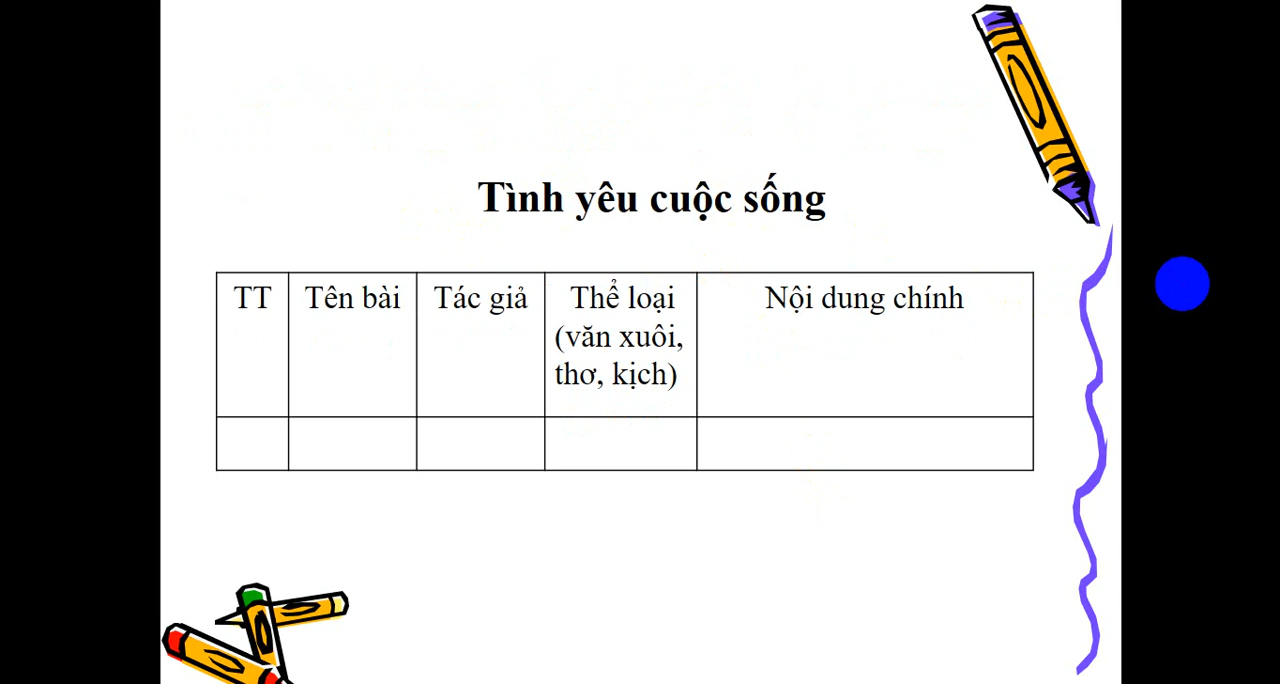 Tình yêu cuộc sống
TT
Tên bài
Tác giả
Thể loại
(văn xuôi,
thơ, kịch)
Nội dung chính